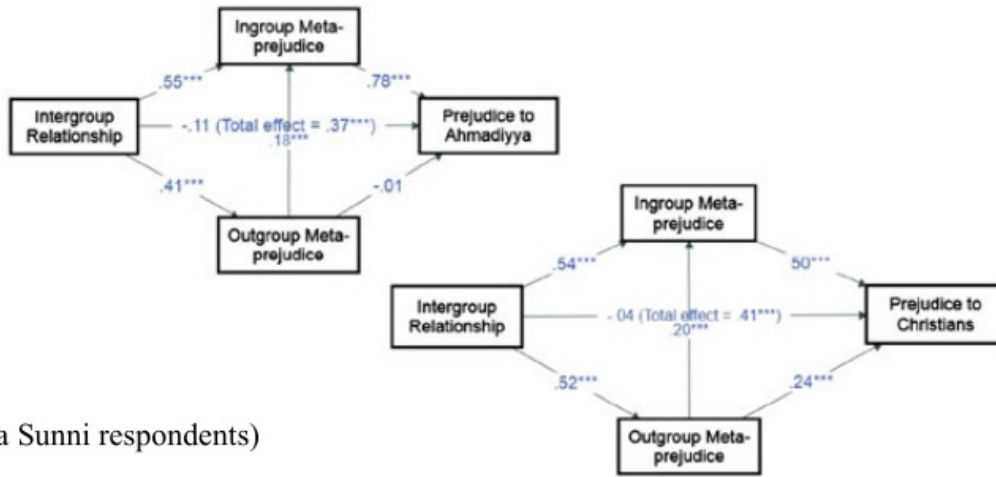 Ingroup Meta-
prejudice
.55***
.78***
Intergroup
Relationship
-.11 (Total effect = .37***)
.18***
Prejudice to
Ahmadiyya
.41***
-.01
Outgroup Meta-
prejudice
Ingroup Meta-
prejudice
.54***
50***
Intergroup
Relationship
-.04 (Total effect = .41***)
.20***
Prejudice to
Christians
.52***
.24***
Outgroup Meta-
prejudice
a Sunni respondents)